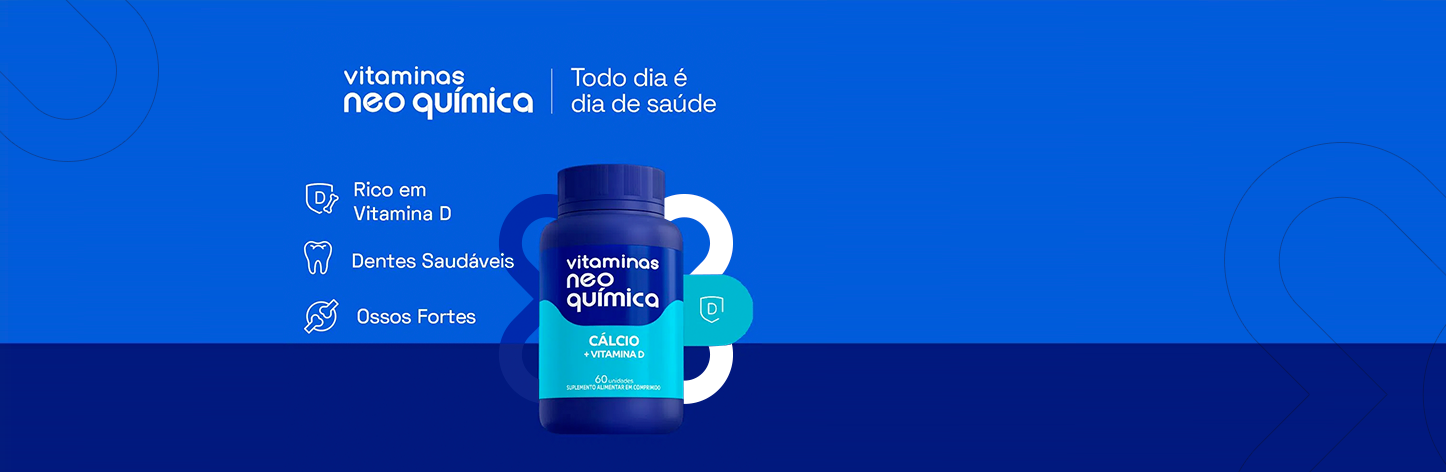 vitaminas
neo química
Todo dia é
dia de saúde
D
Rico em
Vitamina D
Dentes Saudáveis
Ossos Fortes
vitaminas
neo
química
CÁLCIO
+ VITAMINA D
60 unidades
SUPLEMENTO ALIMENTAR EM COMPRIMIDO
D